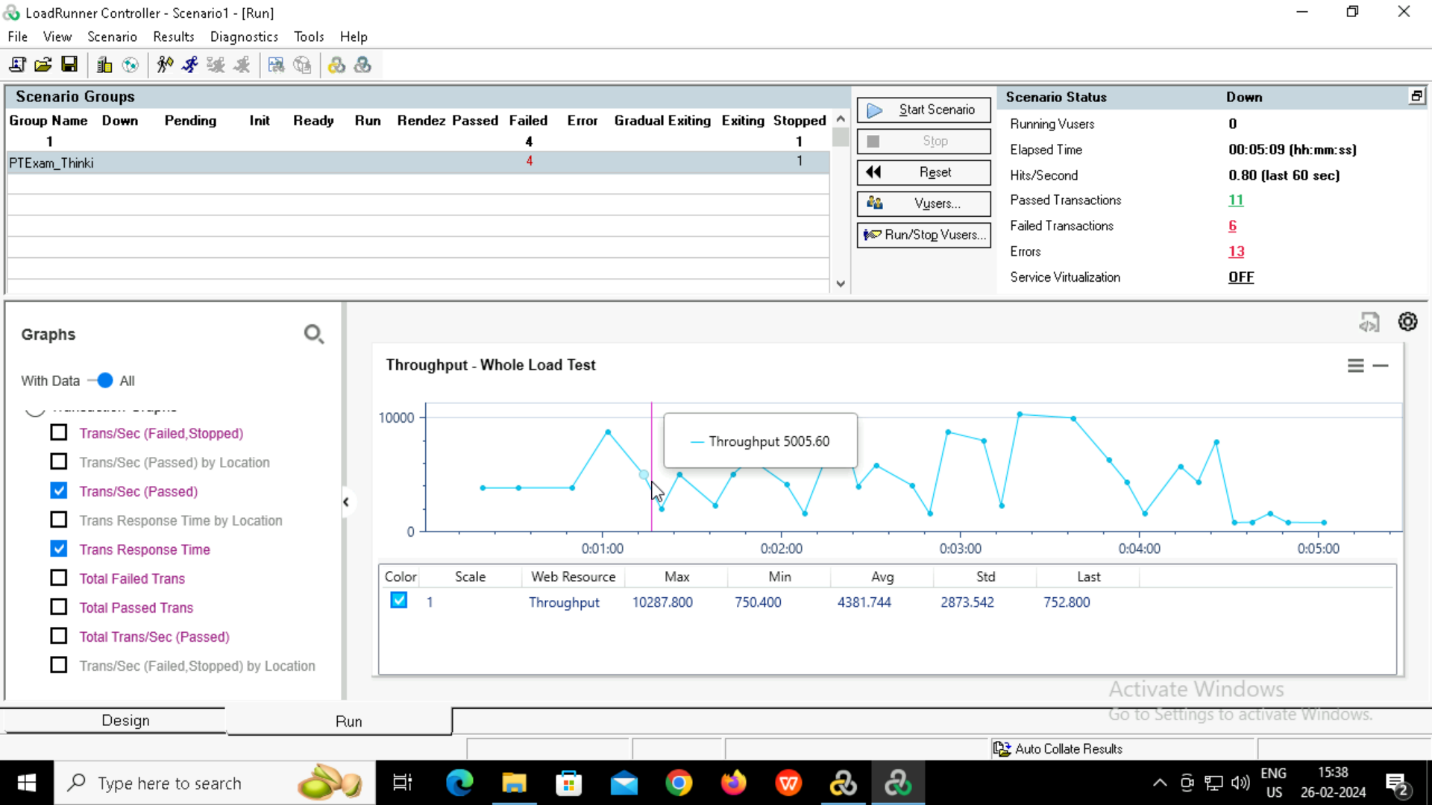 LoadRunner Controller - Scenario1 - [Run]
File View Scenario Results Diagnostics Tools Help
Scenario Groups
Group Name Down Pending Init Ready Run Rendez Passed Failed Error Gradual Exiting Exiting Stopped
1 4 1
PTExam_Thinki 4 1
Start Scenario
Stop
Reset
Vusers...
Run/Stop Vusers...
Scenario Status Down
Running Vusers 0
Elapsed Time 00:05:09 (hh:mm:ss)
Hits/Second 0.80 (last 60 sec)
Passed Transactions 11
Failed Transactions 6
Errors 13
Service Virtualization OFF
Graphs
With Data All
Transaction Graphs
Trans/Sec (Failed,Stopped)
Trans/Sec (Passed) by Location
Trans/Sec (Passed)
Trans Response Time by Location
Trans Response Time
Total Failed Trans
Total Passed Trans
Total Trans/Sec (Passed)
Trans/Sec (Failed,Stopped) by Location
Throughput - Whole Load Test
10000
Throughput 5005.60
0
0:01:00 0:02:00 0:03:00 0:04:00 0:05:00
Color Scale Web Resource Max Min Avg Std Last
1 Throughput 10287.800 750.400 4381.744 2873.542 752.800
Activate Windows
Go to Settings to activate Windows.
Design Run
Auto Collate Results
Type here to search
ENG
US
15:38
26-02-2024
2